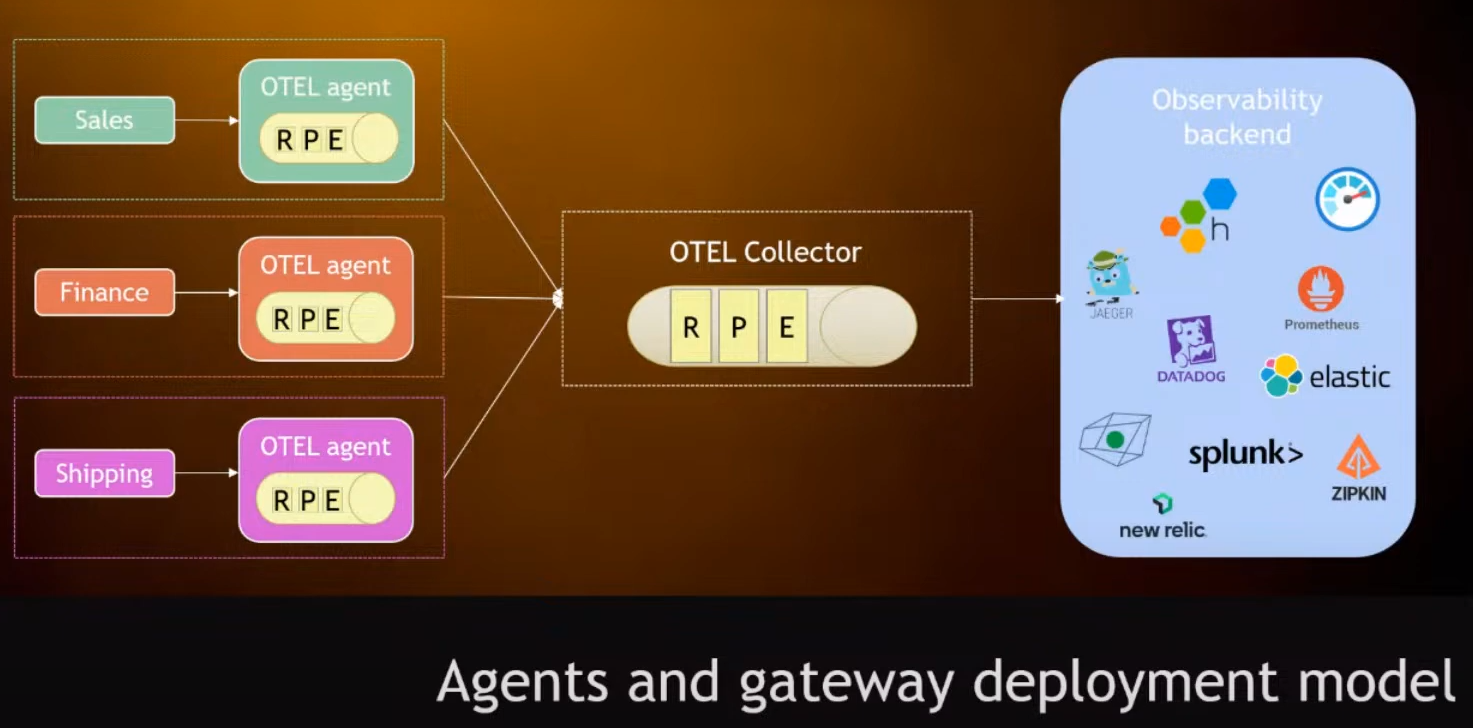 Sales
OTEL agent
R P E
Finance
OTEL agent
R P E
Shipping
OTEL agent
R P E
OTEL Collector
R P E
Observability
backend
h
JAEGER
Prometheus
DATADOG
elastic
splunk>
ZIPKIN
new relic
Agents and gateway deployment model